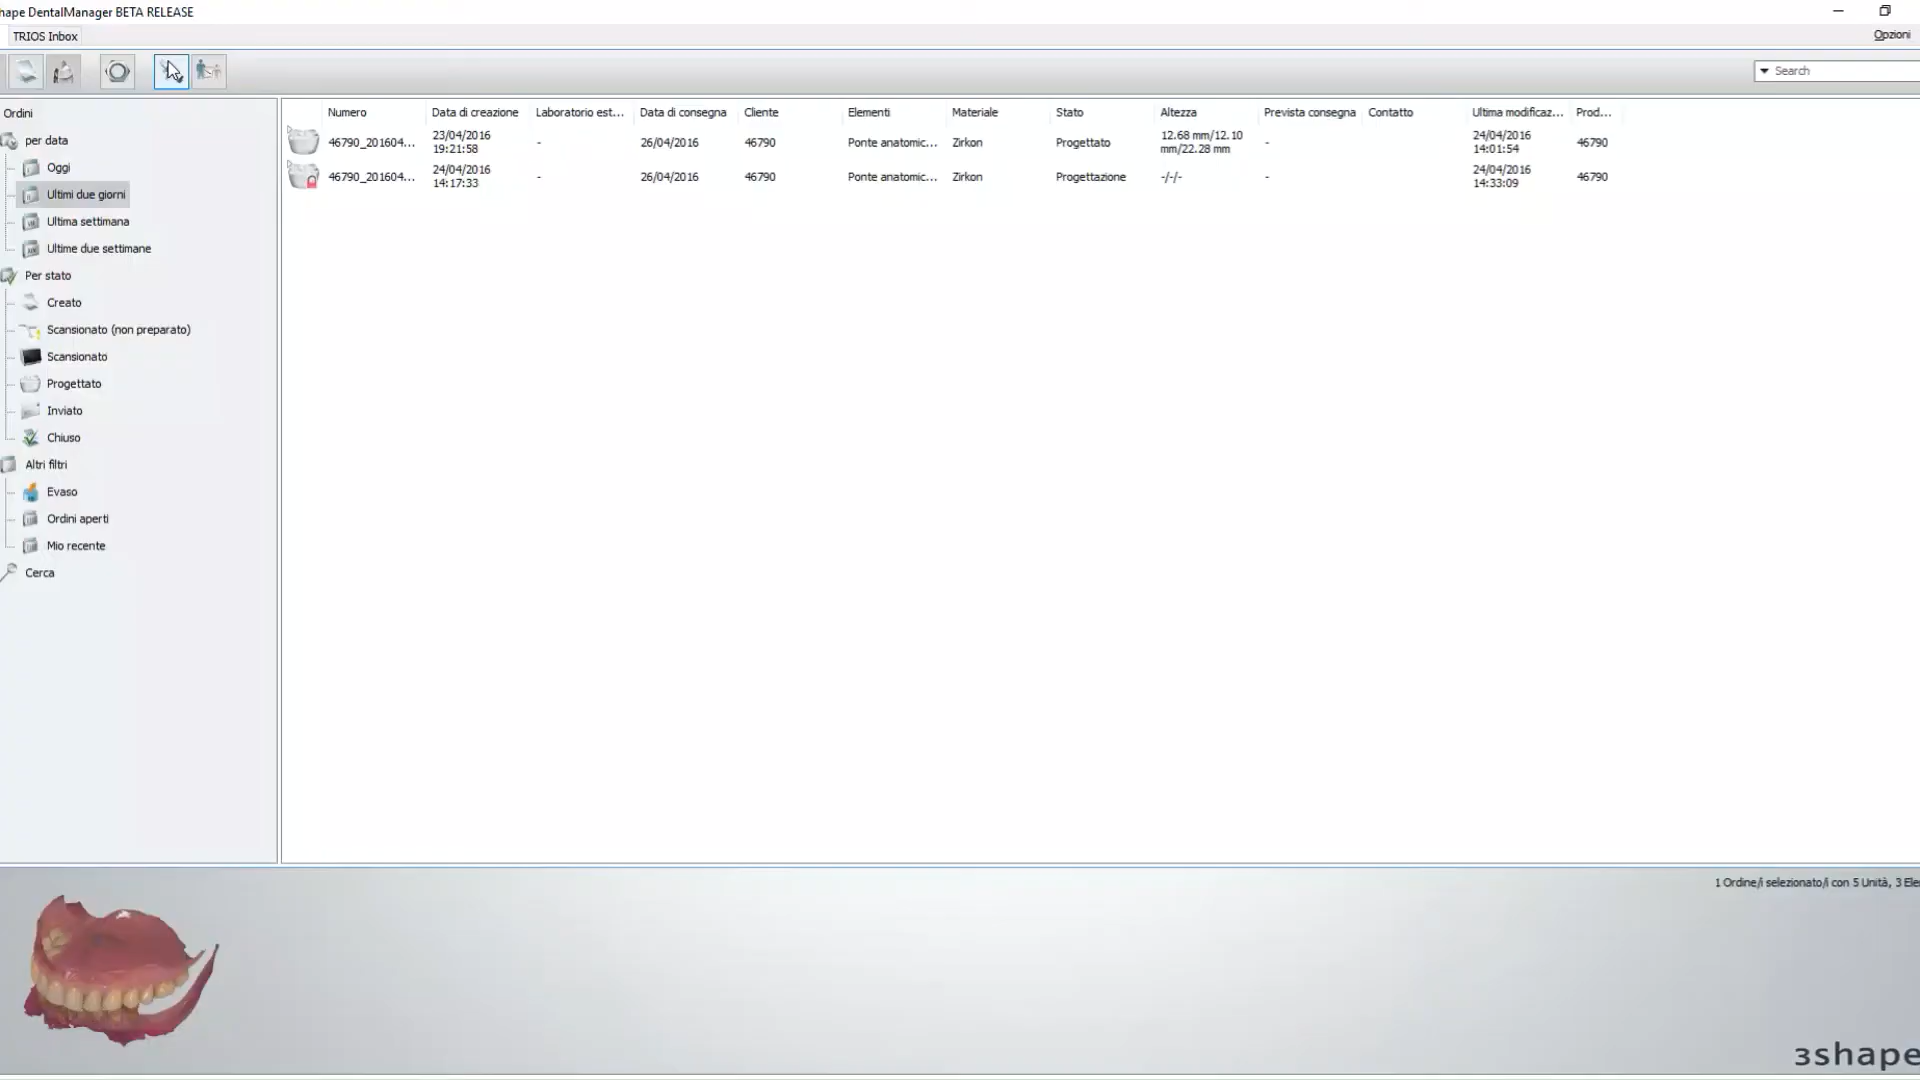 hape DentalManager BETA RELEASE
TRIOS Inbox
Opzioni
Search
Ordini
per data
Oggi
Ultimi due giorni
Ultima settimana
Ultime due settimane
Per stato
Creato
Scansionato (non preparato)
Scansionato
Progettato
Inviato
Chiuso
Altri filtri
Evaso
Ordini aperti
Mio recente
Cerca
Numero Data di creazione Laboratorio est... Data di consegna Cliente Elementi Materiale Stato Altezza Prevista consegna Contatto Ultima modificaz... Prod...
46790_201604... 23/04/2016 19:21:58 - 26/04/2016 46790 Ponte anatomic... Zirkon Progettato 12.68 mm/12.10 mm/22.28 mm - 24/04/2016 14:01:54 46790
46790_201604... 24/04/2016 14:17:33 - 26/04/2016 46790 Ponte anatomic... Zirkon Progettazione -/-/- - 24/04/2016 14:33:09 46790
1 Ordine/i selezionato/i con 5 Unità, 3 Ele
3shape